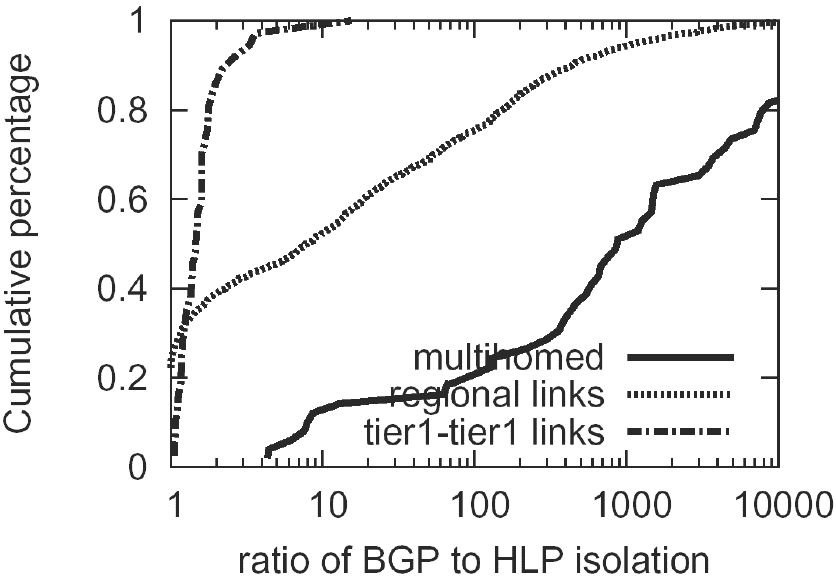 1
0.8
0.6
0.4
0.2
0
Cumulative percentage
multihomed
regional links
tier1-tier1 links
1 10 100 1000 10000
ratio of BGP to HLP isolation